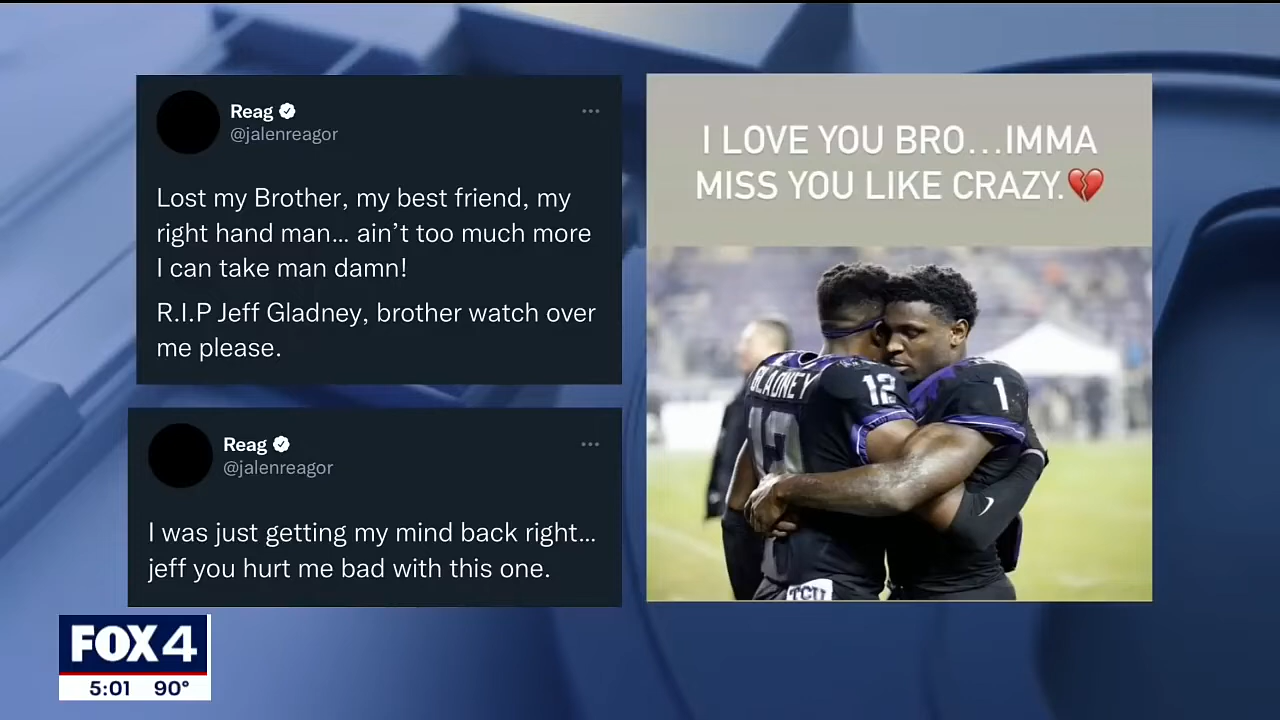 Reag
@jalenreagor
Lost my Brother, my best friend, my
right hand man... ain't too much more
I can take man damn!
R.I.P Jeff Gladney, brother watch over
me please.
Reag
@jalenreagor
I was just getting my mind back right...
jeff you hurt me bad with this one.
I LOVE YOU BRO...IMMA
MISS YOU LIKE CRAZY.💔
GLADNEY
12
12
1
TCU
FOX 4
5:01 90°